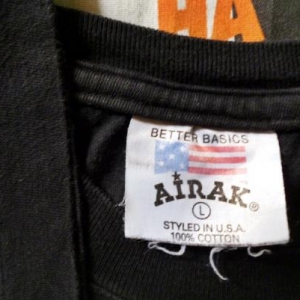 HA
BETTER BASICS
AIRAK®
L
STYLED IN U.S.A.
100% COTTON